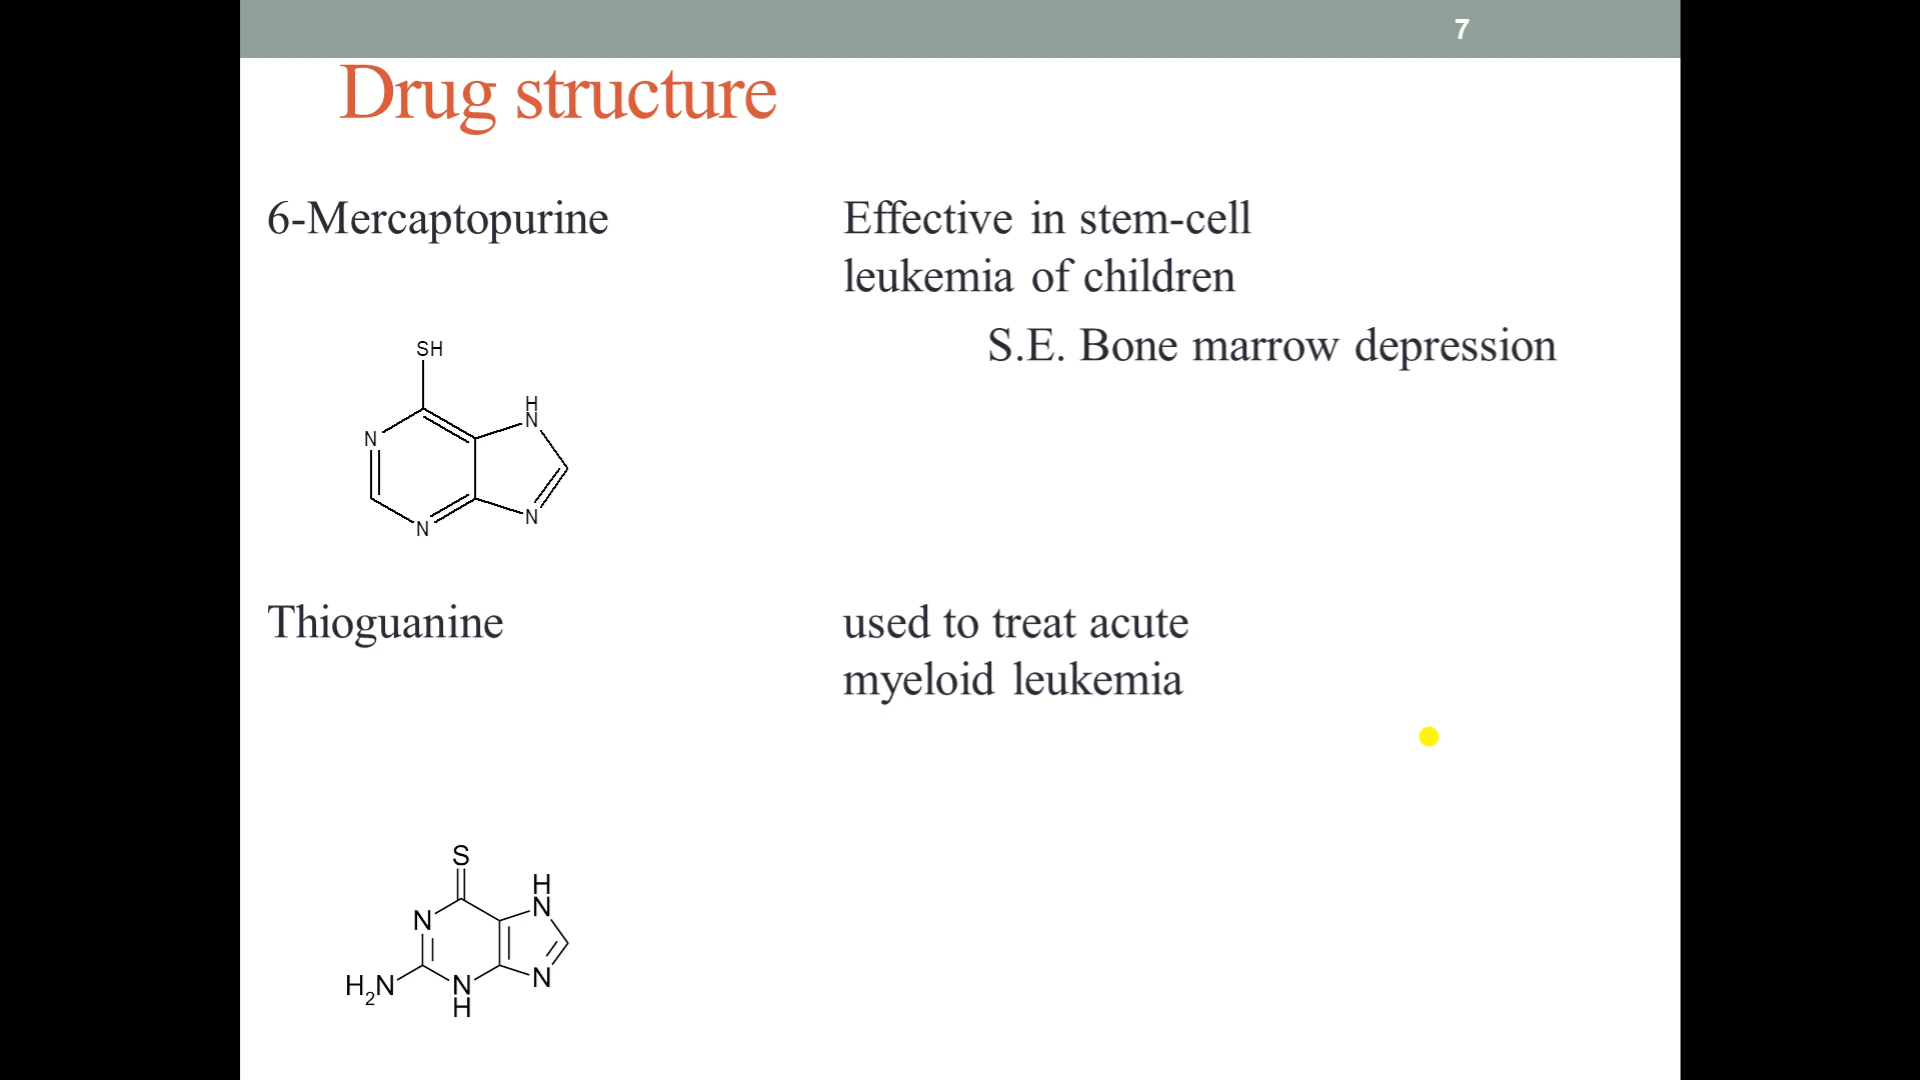 7
Drug structure
6-Mercaptopurine
Effective in stem-cell
leukemia of children
S.E. Bone marrow depression
SH
H
N
N
N
N
Thioguanine
used to treat acute
myeloid leukemia
S
H
N
N
H2N
N
H
N